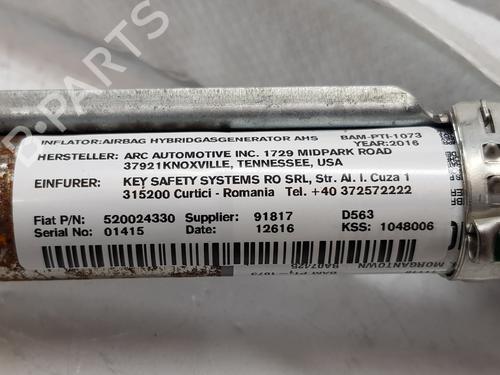 B-PARTS
INFLATOR:AIRBAG HYBRIDGASGENERATOR AHS BAM-PTI-1073
YEAR:2016
HERSTELLER: ARC AUTOMOTIVE INC. 1729 MIDPARK ROAD
37921KNOXVILLE, TENNESSEE, USA
EINFURER: KEY SAFETY SYSTEMS RO SRL, Str. Al. I. Cuza 1
315200 Curtici - Romania Tel. +40 372572222
Fiat P/N: 520024330 Supplier: 91817 D563
Serial No: 01415 Date: 12616 KSS: 1048006
MORGANTOWN